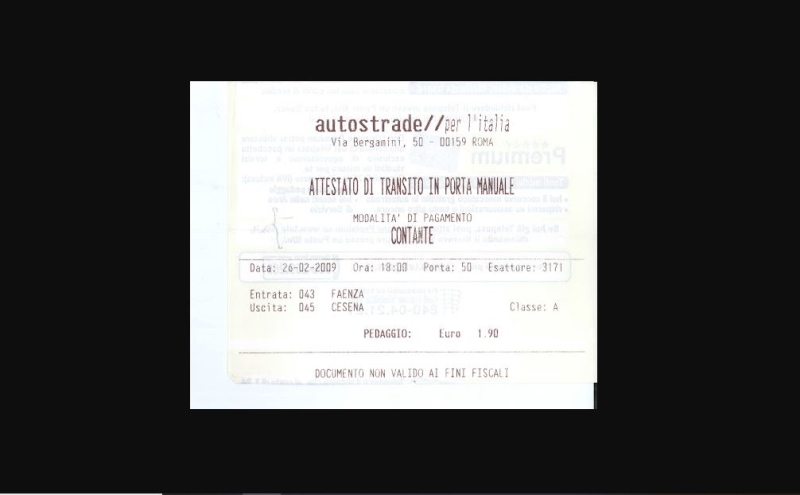 autostrade//per l'italia
Via Bergamini, 50 - 00159 ROMA
ATTESTATO DI TRANSITO IN PORTA MANUALE
MODALITA' DI PAGAMENTO
CONTANTE
Data: 26-02-2009 Ora: 18:00 Porta: 50 Esattore: 3171
Entrata: 043 FAENZA
Uscita: 045 CESENA Classe: A
PEDAGGIO: Euro 1.90
DOCUMENTO NON VALIDO AI FINI FISCALI